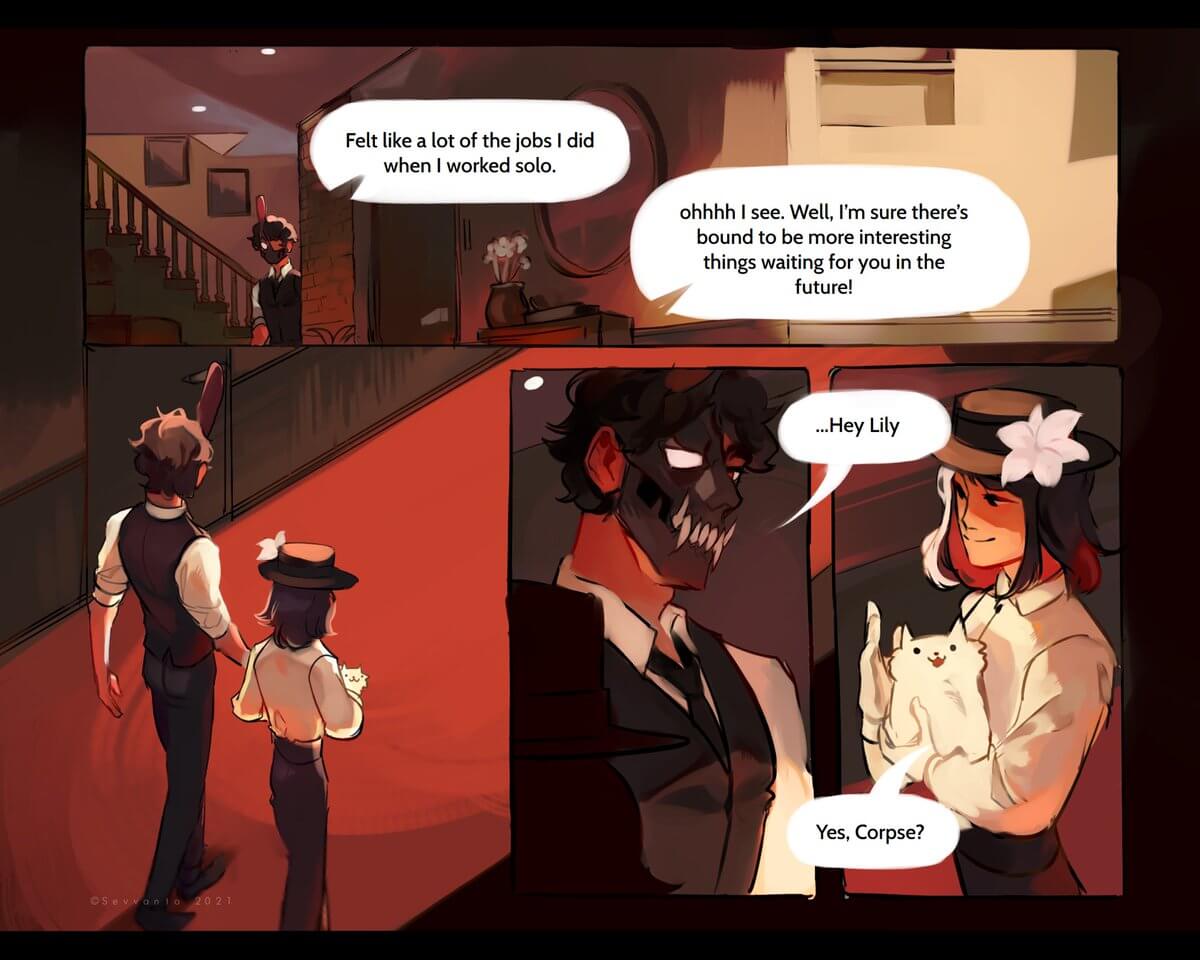 Felt like a lot of the jobs I did
when I worked solo.
ohhhh I see. Well, I'm sure there's
bound to be more interesting
things waiting for you in the
future!
...Hey Lily
Yes, Corpse?
©Sevvanta 2021